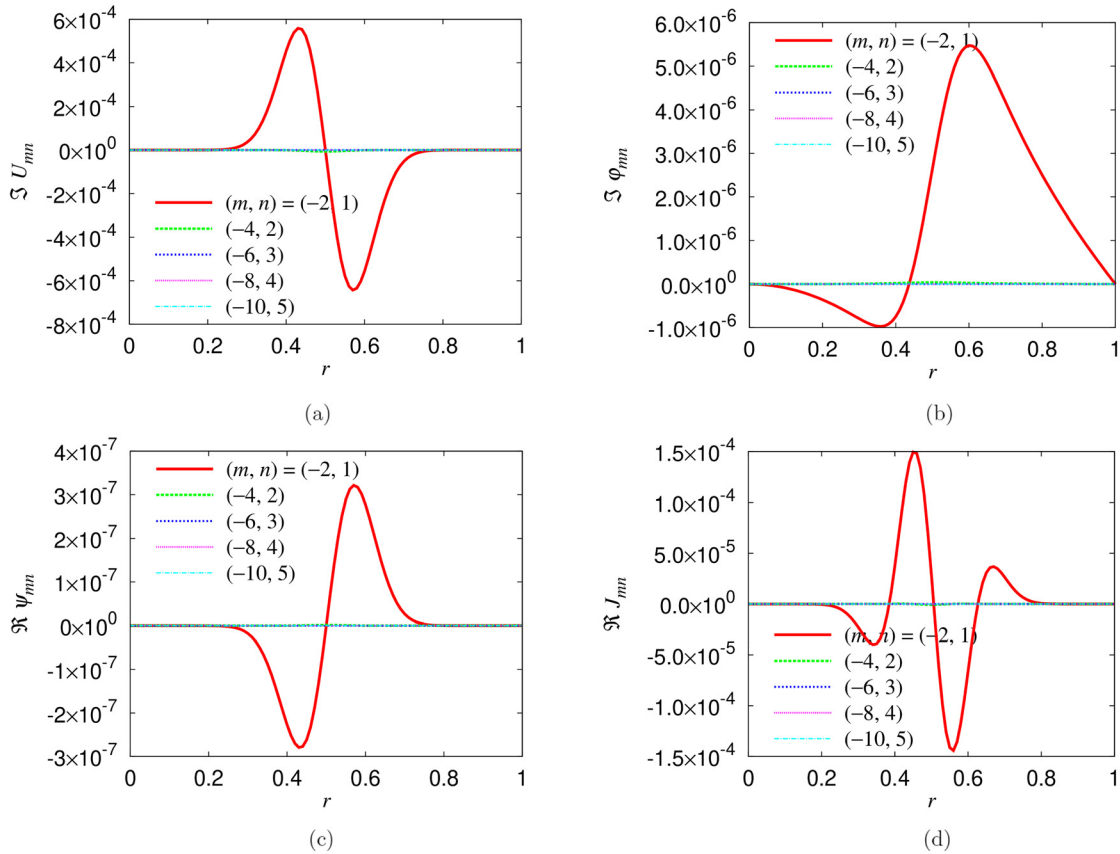 6×10⁻⁴
4×10⁻⁴
2×10⁻⁴
0×10⁰
-2×10⁻⁴
-4×10⁻⁴
-6×10⁻⁴
-8×10⁻⁴
ℑ Uₘₙ
(m, n) = (−2, 1)
(−4, 2)
(−6, 3)
(−8, 4)
(−10, 5)
0 0.2 0.4 0.6 0.8 1
r
(a)
6.0×10⁻⁶
5.0×10⁻⁶
4.0×10⁻⁶
3.0×10⁻⁶
2.0×10⁻⁶
1.0×10⁻⁶
0.0×10⁰
-1.0×10⁻⁶
ℑ φₘₙ
(m, n) = (−2, 1)
(−4, 2)
(−6, 3)
(−8, 4)
(−10, 5)
0 0.2 0.4 0.6 0.8 1
r
(b)
4×10⁻⁷
3×10⁻⁷
2×10⁻⁷
1×10⁻⁷
0×10⁰
-1×10⁻⁷
-2×10⁻⁷
-3×10⁻⁷
ℜ ψₘₙ
(m, n) = (−2, 1)
(−4, 2)
(−6, 3)
(−8, 4)
(−10, 5)
0 0.2 0.4 0.6 0.8 1
r
(c)
1.5×10⁻⁴
1.0×10⁻⁴
5.0×10⁻⁵
0.0×10⁰
-5.0×10⁻⁵
-1.0×10⁻⁴
-1.5×10⁻⁴
ℜ Jₘₙ
(m, n) = (−2, 1)
(−4, 2)
(−6, 3)
(−8, 4)
(−10, 5)
0 0.2 0.4 0.6 0.8 1
r
(d)